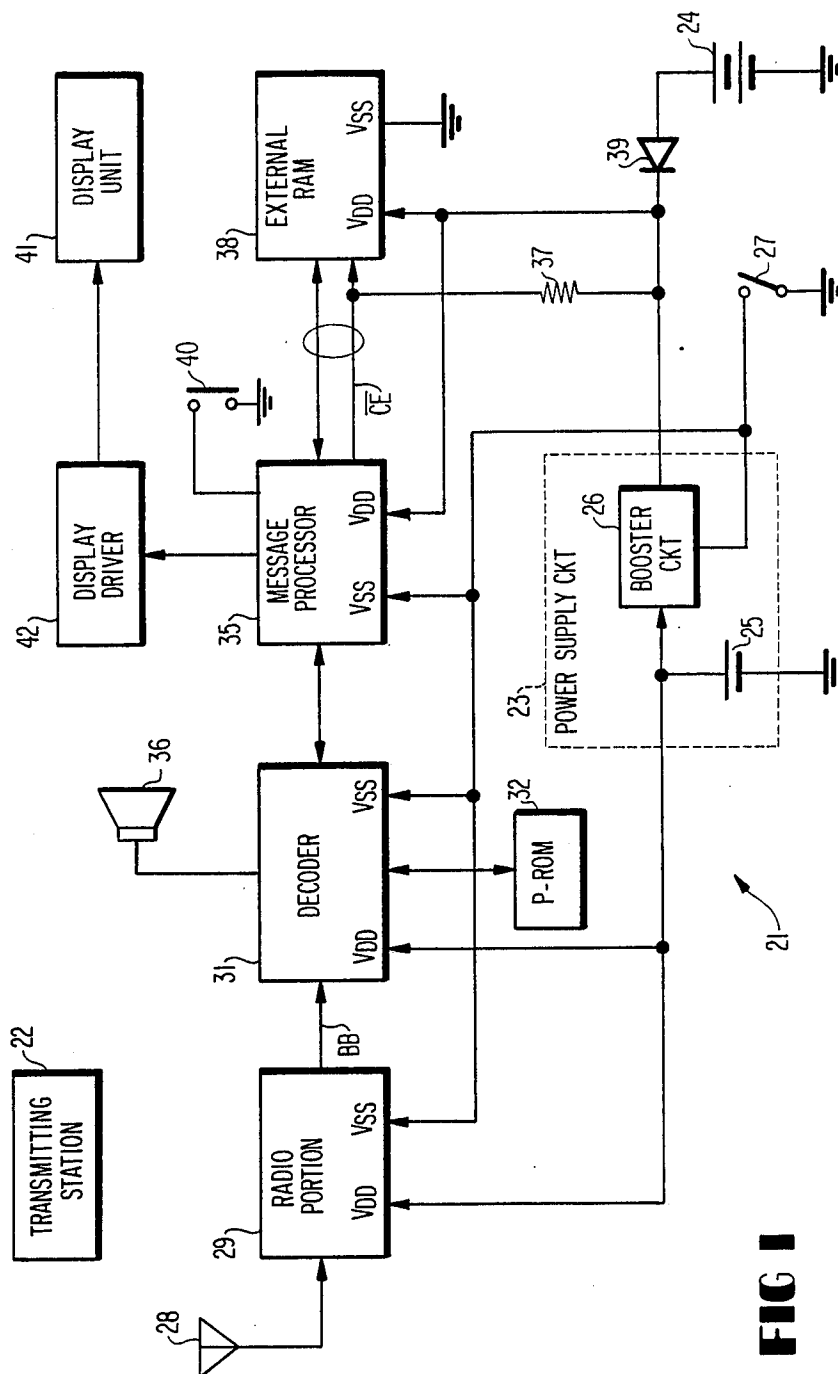 TRANSMITTING
STATION
22
28
29
RADIO
PORTION
VDD
VSS
BB
36
31
DECODER
VDD
VSS
P-ROM
32
42
DISPLAY
DRIVER
41
DISPLAY
UNIT
40
35
MESSAGE
PROCESSOR
VSS
VDD
CE
38
EXTERNAL
RAM
VDD
VSS
37
39
24
27
23
POWER SUPPLY CKT
26
BOOSTER
CKT
25
21
FIG 1